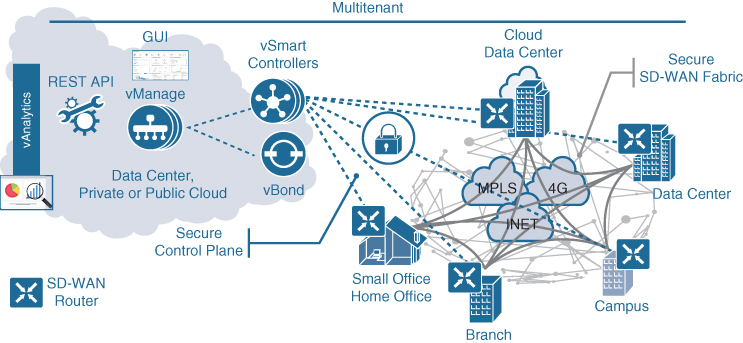 Multitenant
GUI
REST API
vManage
vAnalytics
vSmart
Controllers
vBond
Data Center,
Private or Public Cloud
Secure
Control Plane
SD-WAN
Router
Cloud
Data Center
Secure
SD-WAN Fabric
MPLS
4G
INET
Data Center
Small Office
Home Office
Branch
Campus